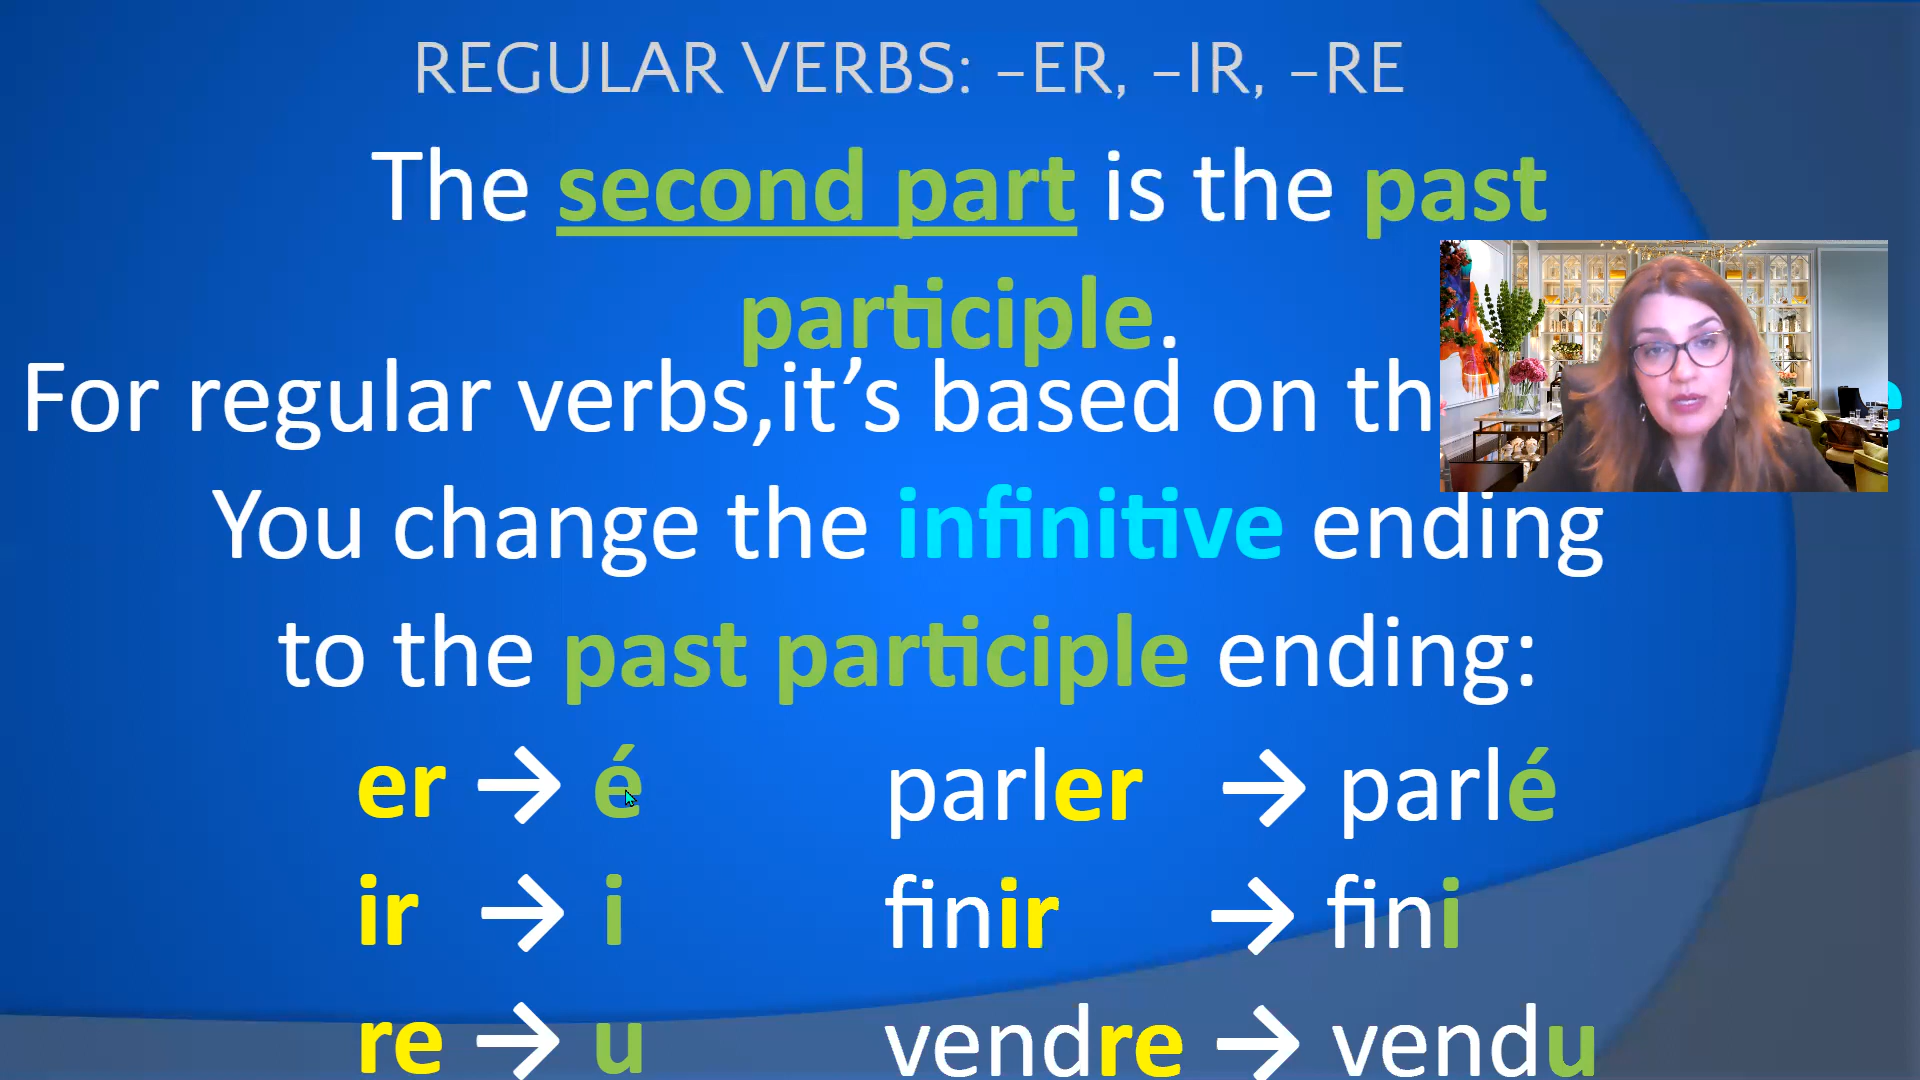 REGULAR VERBS: –ER, –IR, –RE
The second part is the past
participle.
For regular verbs,it’s based on th
You change the infinitive ending
to the past participle ending:
er → é parler → parlé
ir → i finir → fini
re → u vendre → vendu